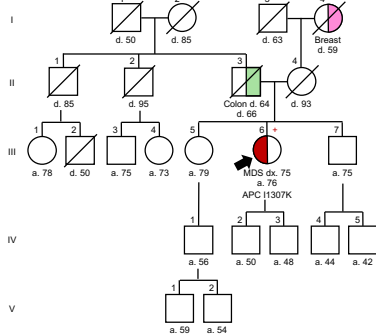 I
d. 50
d. 85
d. 63
Breast
d. 59
II
1
2
3
4
d. 85
d. 95
Colon d. 64
d. 66
d. 93
III
1
2
3
4
5
6
+
7
a. 78
d. 50
a. 75
a. 73
a. 79
MDS dx. 75
a. 76
APC I1307K
a. 75
IV
1
2
3
4
5
a. 56
a. 50
a. 48
a. 44
a. 42
V
1
2
a. 59
a. 54